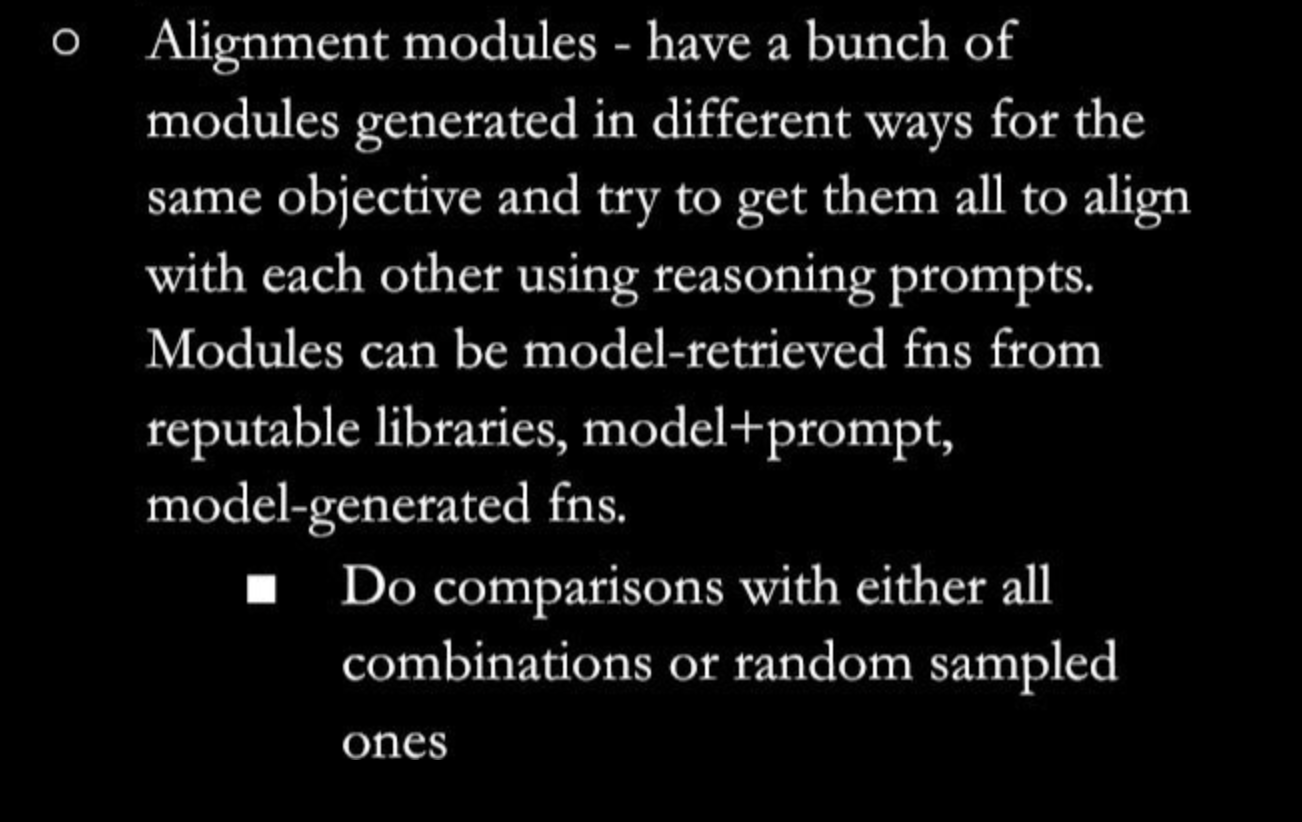 Alignment modules - have a bunch of
modules generated in different ways for the
same objective and try to get them all to align
with each other using reasoning prompts.
Modules can be model-retrieved fns from
reputable libraries, model+prompt,
model-generated fns.
Do comparisons with either all
combinations or random sampled
ones